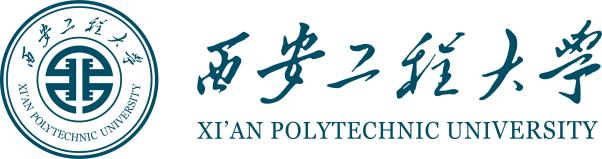 西安工程大学
XI'AN POLYTECHNIC UNIVERSITY
西安工程大學
XI'AN POLYTECHNIC UNIVERSITY